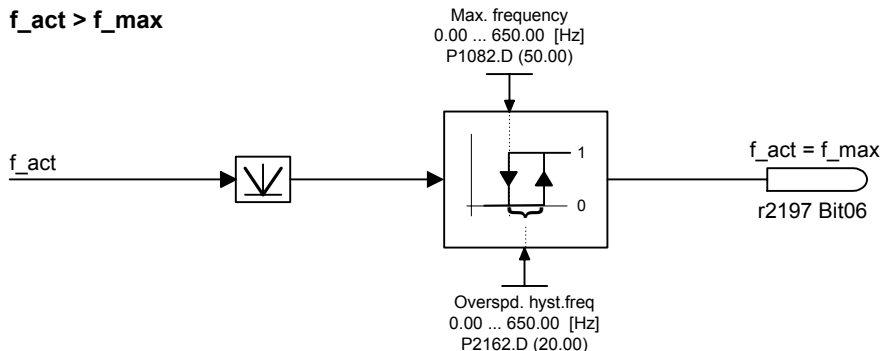 f_act > f_max
Max. frequency
0.00 ... 650.00 [Hz]
P1082.D (50.00)
f_act
1
0
f_act = f_max
r2197 Bit06
Overspd. hyst.freq
0.00 ... 650.00 [Hz]
P2162.D (20.00)